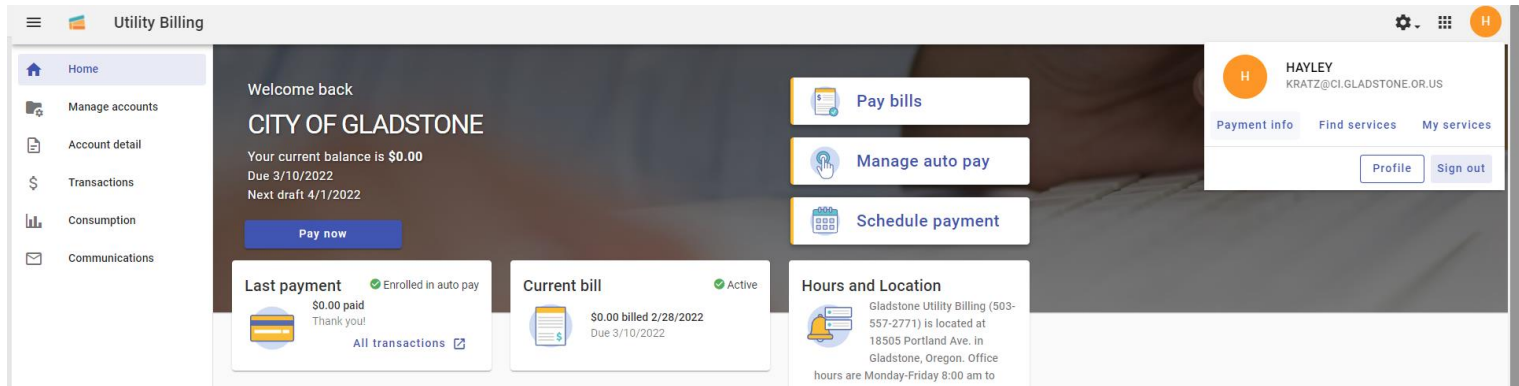 Utility Billing
H
Home
Manage accounts
Account detail
Transactions
Consumption
Communications
Welcome back
CITY OF GLADSTONE
Your current balance is $0.00
Due 3/10/2022
Next draft 4/1/2022
Pay now
Pay bills
Manage auto pay
Schedule payment
H
HAYLEY
KRATZ@CI.GLADSTONE.OR.US
Payment info Find services My services
Profile Sign out
Last payment Enrolled in auto pay
$0.00 paid
Thank you!
All transactions
Current bill Active
$0.00 billed 2/28/2022
Due 3/10/2022
Hours and Location
Gladstone Utility Billing (503-
557-2771) is located at
18505 Portland Ave. in
Gladstone, Oregon. Office
hours are Monday-Friday 8:00 am to